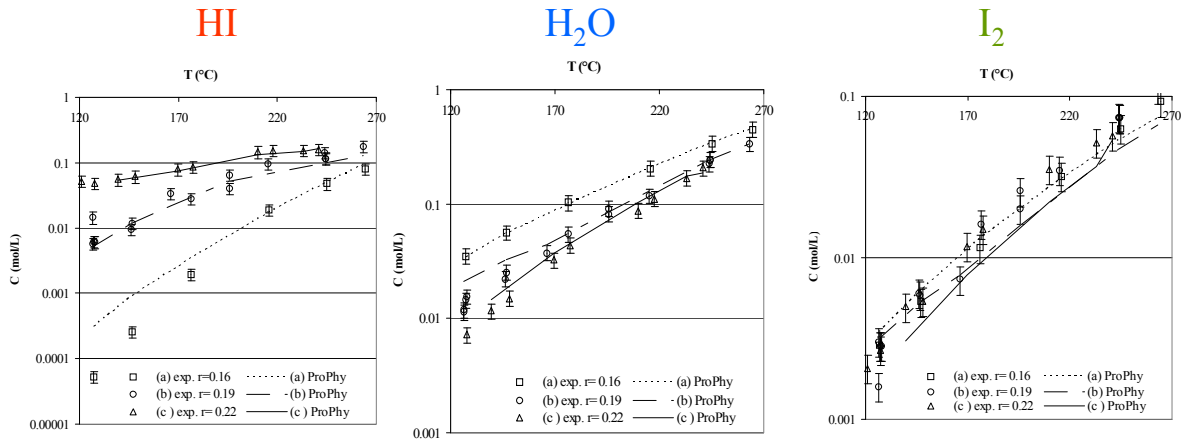 HI
T (°C)
120
170
220
270
1
0.1
0.01
0.001
0.0001
0.00001
C (mol/L)
(a) exp. r=0.16
(a) ProPhy
(b) exp. r= 0.19
(b) ProPhy
(c ) exp. r= 0.22
(c ) ProPhy
H2O
T (°C)
120
170
220
270
1
0.1
0.01
0.001
C (mol/L)
(a) exp. r=0.16
(a) ProPhy
(b) exp. r= 0.19
(b) ProPhy
(c) exp. r= 0.22
(c ) ProPhy
I2
T (°C)
120
170
220
270
0.1
0.01
0.001
C (mol/L)
(a) exp. r=0.16
(a) ProPhy
(b) exp. r= 0.19
(b) ProPhy
(c) exp. r= 0.22
(c ) ProPhy